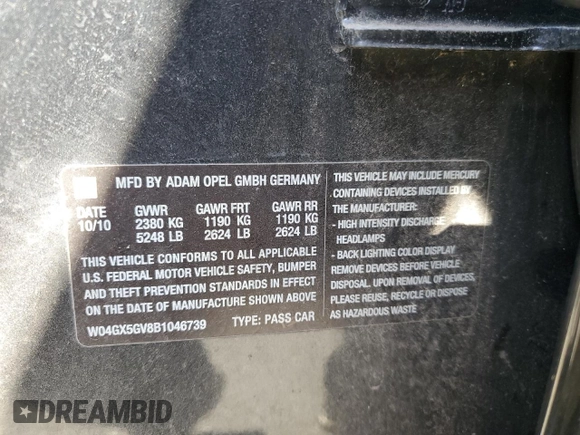 MFD BY ADAM OPEL GMBH GERMANY
DATE GVWR GAWR FRT GAWR RR
10/10 2380 KG 1190 KG 1190 KG
5248 LB 2624 LB 2624 LB
THIS VEHICLE CONFORMS TO ALL APPLICABLE
U.S. FEDERAL MOTOR VEHICLE SAFETY, BUMPER
AND THEFT PREVENTION STANDARDS IN EFFECT
ON THE DATE OF MANUFACTURE SHOWN ABOVE
W04GX5GV8B1046739 TYPE: PASS CAR
THIS VEHICLE MAY INCLUDE MERCURY
CONTAINING DEVICES INSTALLED BY
THE MANUFACTURER:
- HIGH INTENSITY DISCHARGE
HEADLAMPS
- BACK LIGHTING COLOR DISPLAY
REMOVE DEVICES BEFORE VEHICLE
DISPOSAL. UPON REMOVAL OF DEVICES,
PLEASE REUSE, RECYCLE OR DISPOSE
AS HAZARDOUS WASTE
DREAMBID